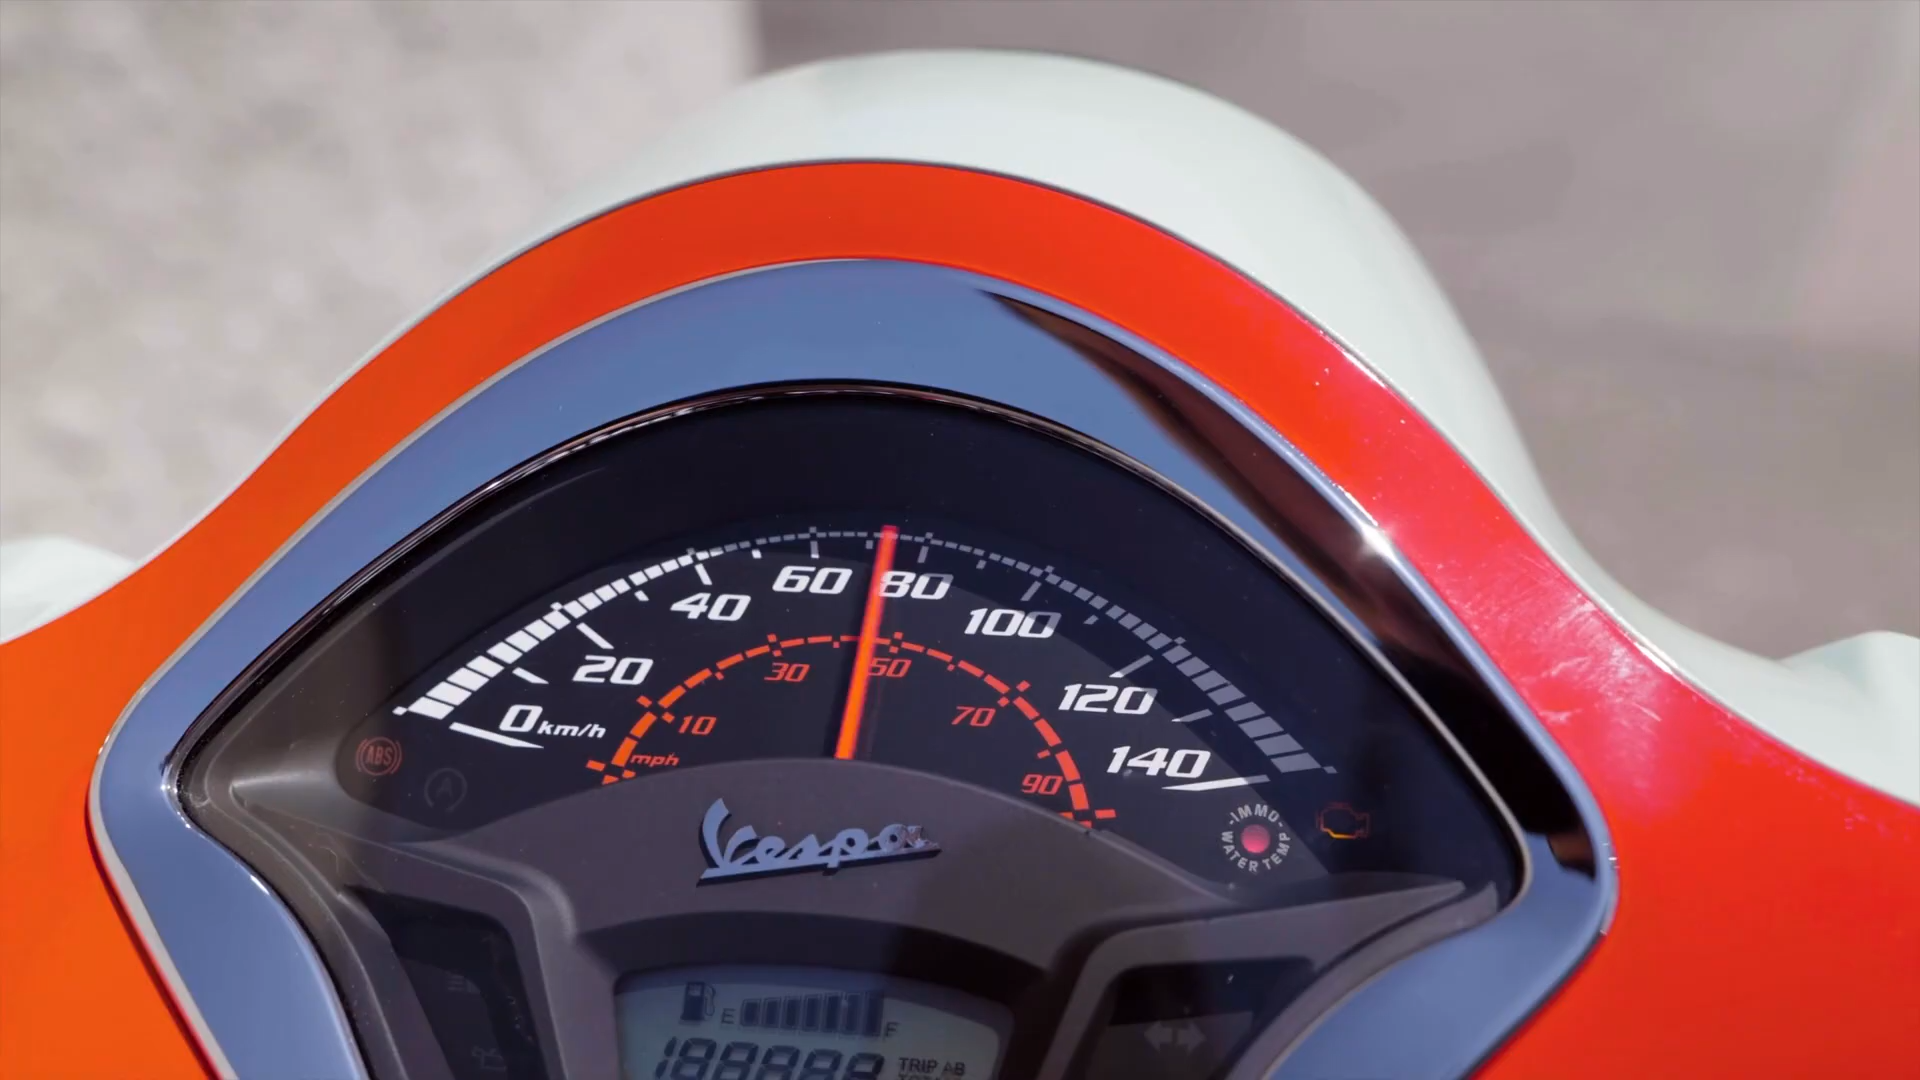 60 80
40 100
20 120
0 km/h 140
30 50
10 70
mph 90
ABS
A
IMMO
WATER TEMP
Vespa
E F
188888
TRIP AB